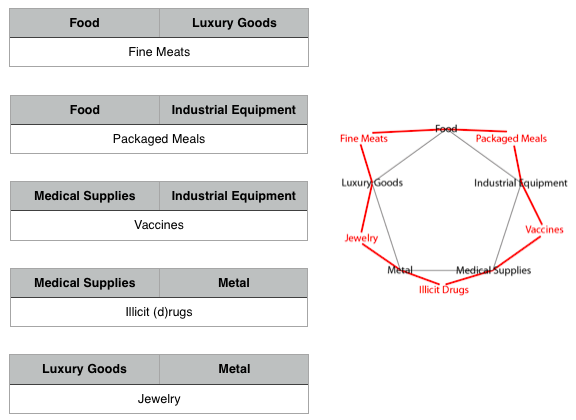 Food Luxury Goods
Fine Meats
Food Industrial Equipment
Packaged Meals
Medical Supplies Industrial Equipment
Vaccines
Medical Supplies Metal
Illicit (d)rugs
Luxury Goods Metal
Jewelry
Food
Fine Meats Packaged Meals
Luxury Goods Industrial Equipment
Vaccines
Jewelry
Metal Medical Supplies
Illicit Drugs